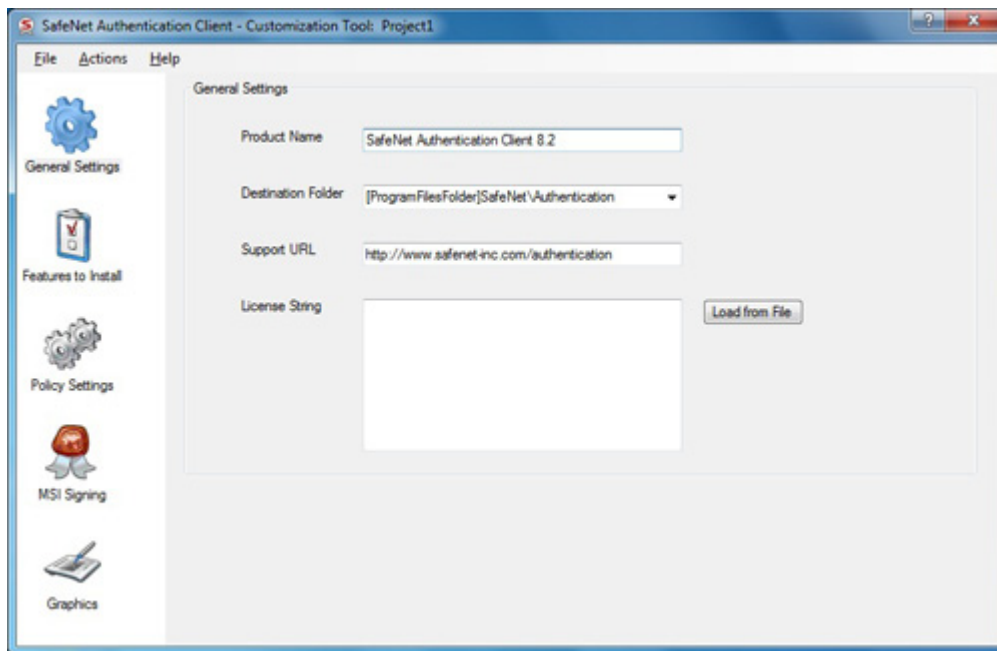 SafeNet Authentication Client - Customization Tool: Project1
File Actions Help
General Settings
Features to Install
Policy Settings
MSI Signing
Graphics
General Settings
Product Name
SafeNet Authentication Client 8.2
Destination Folder
[ProgramFilesFolder]SafeNet\Authentication
Support URL
http://www.safenet-inc.com/authentication
License String
Load from File